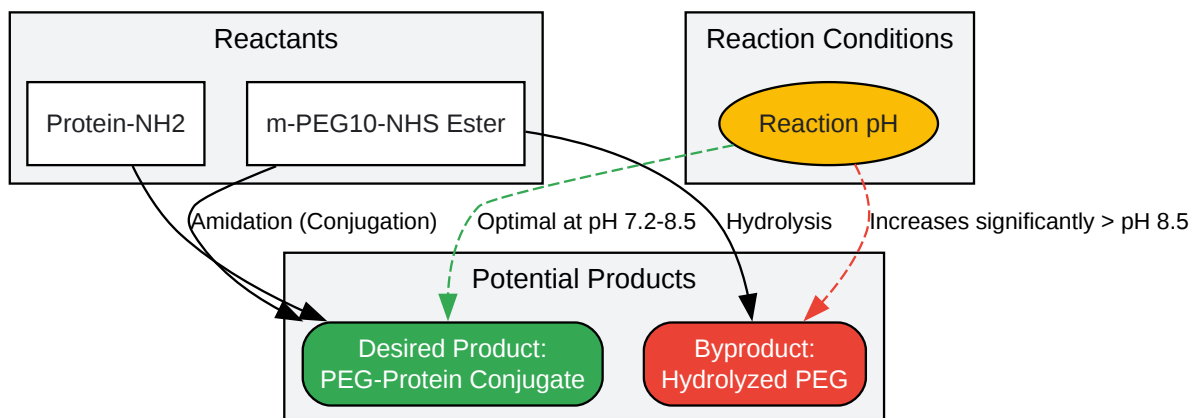 Reactants
Reaction Conditions
Protein-NH2
m-PEG10-NHS Ester
Reaction pH
Amidation (Conjugation)
Optimal at pH 7.2-8.5
Hydrolysis
Increases significantly > pH 8.5
Potential Products
Desired Product:
PEG-Protein Conjugate
Byproduct:
Hydrolyzed PEG